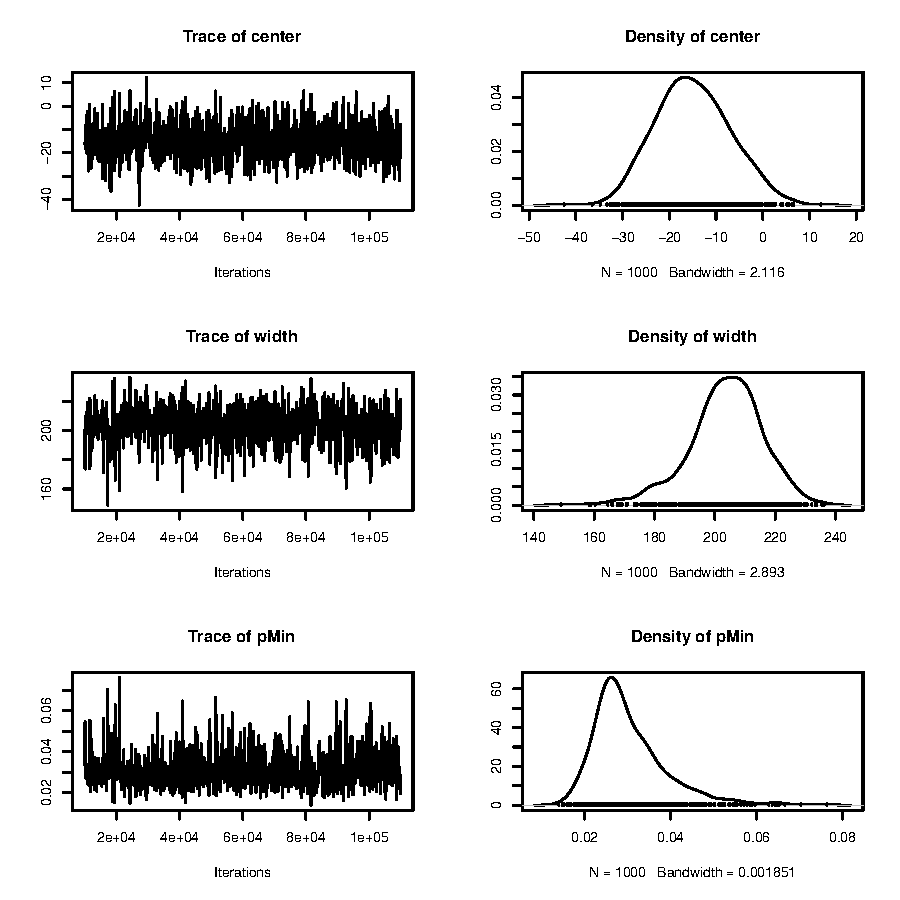 Trace of center
10
0
−20
−40
2e+04 4e+04 6e+04 8e+04 1e+05
Iterations
Density of center
0.04
0.02
0.00
−50 −40 −30 −20 −10 0 10 20
N = 1000 Bandwidth = 2.116
Trace of width
200
160
2e+04 4e+04 6e+04 8e+04 1e+05
Iterations
Density of width
0.030
0.015
0.000
140 160 180 200 220 240
N = 1000 Bandwidth = 2.893
Trace of pMin
0.06
0.04
0.02
2e+04 4e+04 6e+04 8e+04 1e+05
Iterations
Density of pMin
60
40
20
0
0.02 0.04 0.06 0.08
N = 1000 Bandwidth = 0.001851